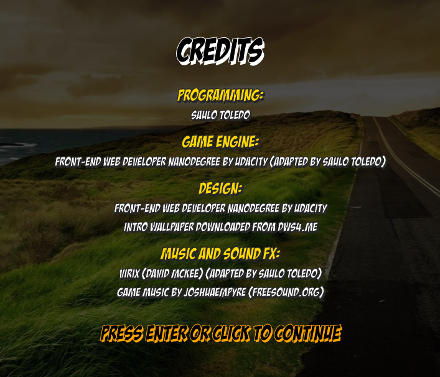 CREDITS
PROGRAMMING:
SAULO TOLEDO
GAME ENGINE:
FRONT-END WEB DEVELOPER NANODEGREE BY UDACITY (ADAPTED BY SAULO TOLEDO)
DESIGN:
FRONT-END WEB DEVELOPER NANODEGREE BY UDACITY
INTRO WALLPAPER DOWNLOADED FROM DWS4.ME
MUSIC AND SOUND FX:
VIRIX (DAVID MCKEE) (ADAPTED BY SAULO TOLEDO)
GAME MUSIC BY JOSHUAEMPYRE (FREESOUND.ORG)
PRESS ENTER OR CLICK TO CONTINUE